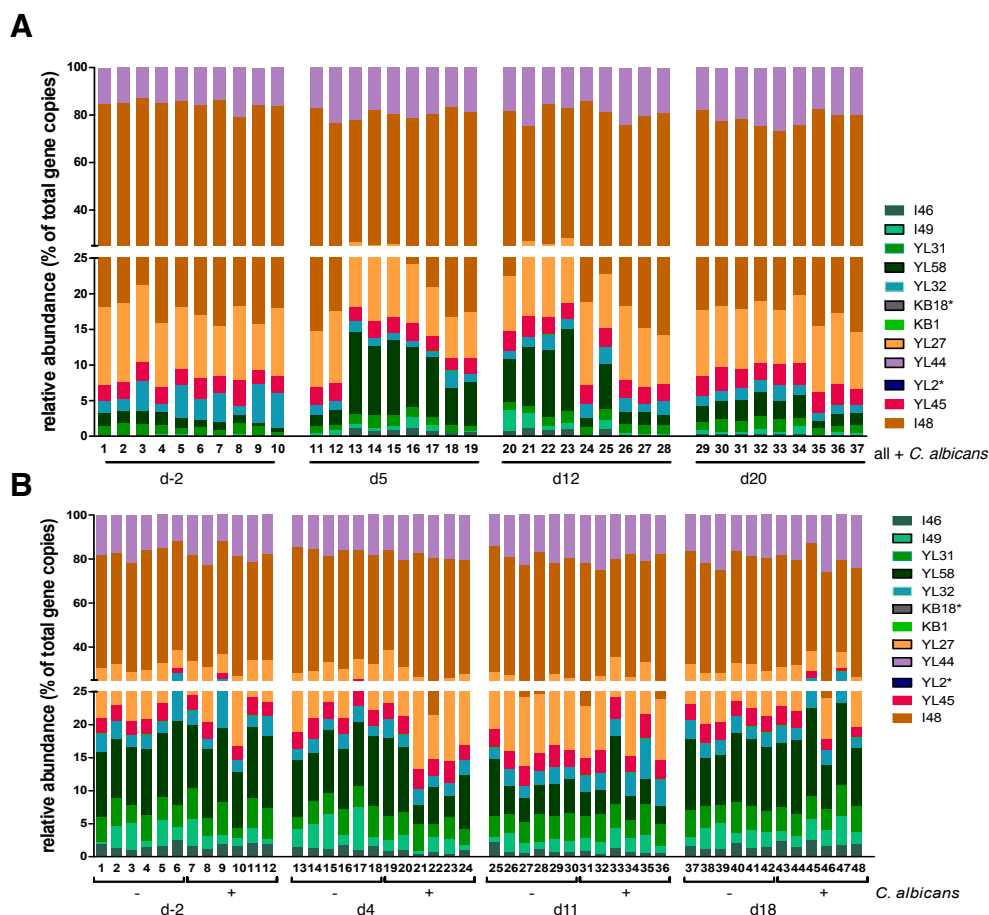 A
relative abundance (% of total gene copies)
100
80
60
40
25
20
15
10
5
0
1 2 3 4 5 6 7 8 9 10 11 12 13 14 15 16 17 18 19 20 21 22 23 24 25 26 27 28 29 30 31 32 33 34 35 36 37
all + C. albicans
d-2 d5 d12 d20
I46
I49
YL31
YL58
YL32
KB18*
KB1
YL27
YL44
YL2*
YL45
I48
B
relative abundance (% of total gene copies)
100
80
60
40
25
20
15
10
5
0
1 2 3 4 5 6 7 8 9 10 11 12 13 14 15 16 17 18 19 20 21 22 23 24 25 26 27 28 29 30 31 32 33 34 35 36 37 38 39 40 41 42 43 44 45 46 47 48
- + - + - + - + C. albicans
d-2 d4 d11 d18
I46
I49
YL31
YL58
YL32
KB18*
KB1
YL27
YL44
YL2*
YL45
I48